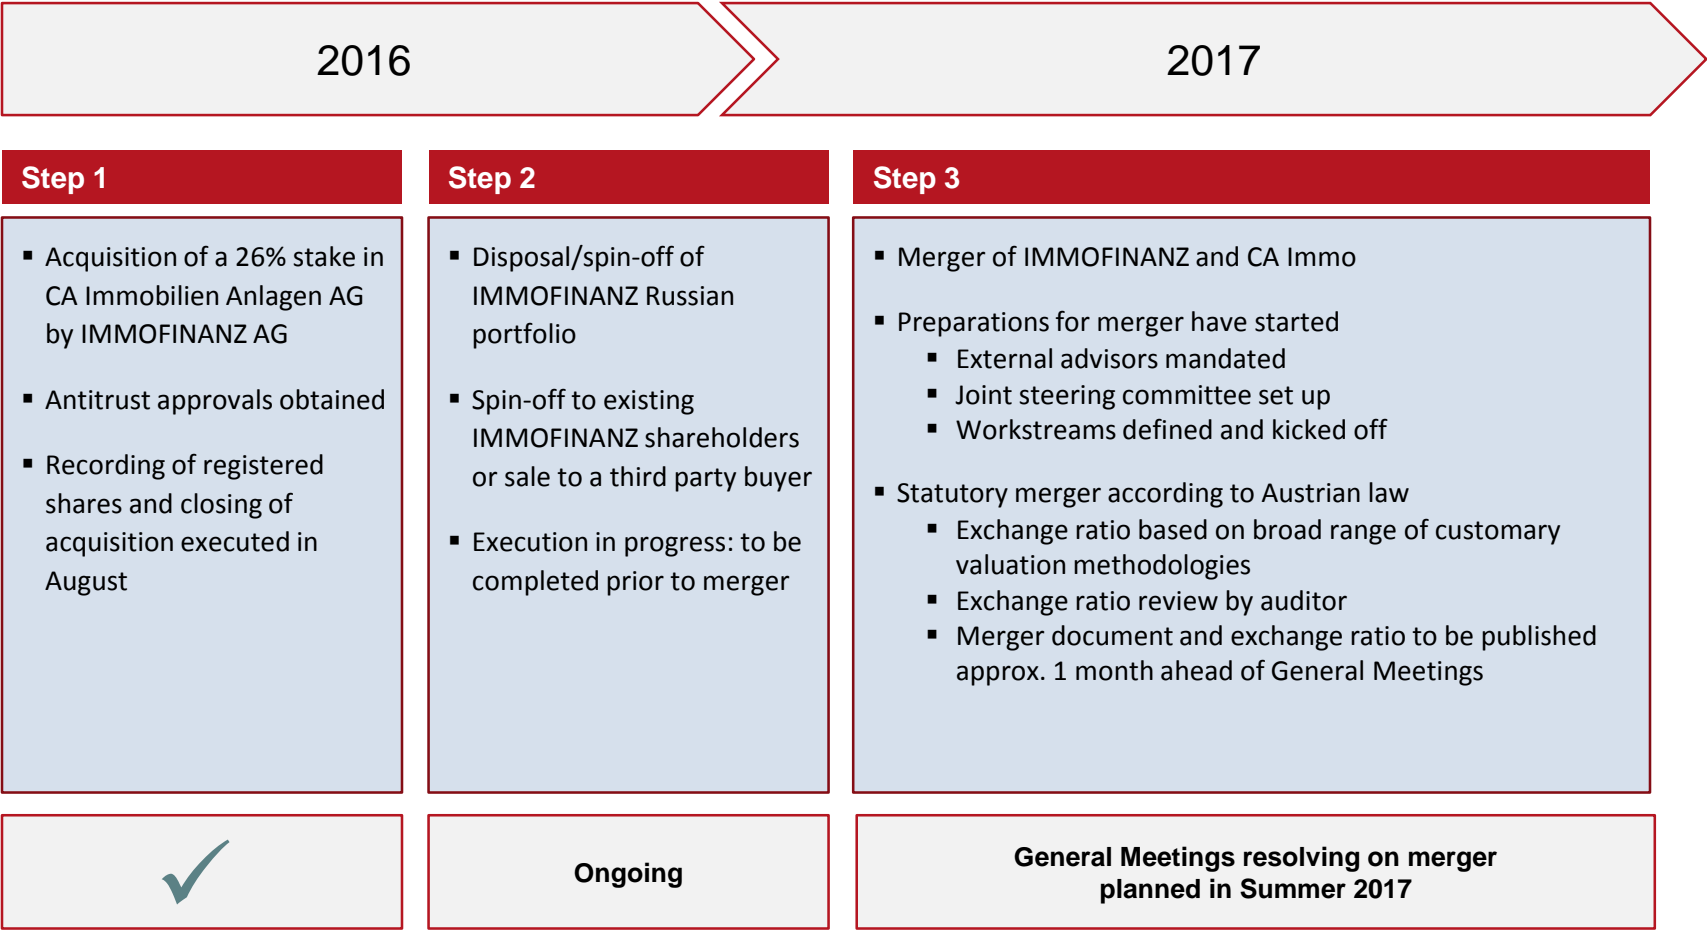 2016
2017
Step 1
▪ Acquisition of a 26% stake in
CA Immobilien Anlagen AG
by IMMOFINANZ AG
▪ Antitrust approvals obtained
▪ Recording of registered
shares and closing of
acquisition executed in
August
Step 2
▪ Disposal/spin-off of
IMMOFINANZ Russian
portfolio
▪ Spin-off to existing
IMMOFINANZ shareholders
or sale to a third party buyer
▪ Execution in progress: to be
completed prior to merger
Ongoing
Step 3
▪ Merger of IMMOFINANZ and CA Immo
▪ Preparations for merger have started
▪ External advisors mandated
▪ Joint steering committee set up
▪ Workstreams defined and kicked off
▪ Statutory merger according to Austrian law
▪ Exchange ratio based on broad range of customary
valuation methodologies
▪ Exchange ratio review by auditor
▪ Merger document and exchange ratio to be published
approx. 1 month ahead of General Meetings
General Meetings resolving on merger
planned in Summer 2017